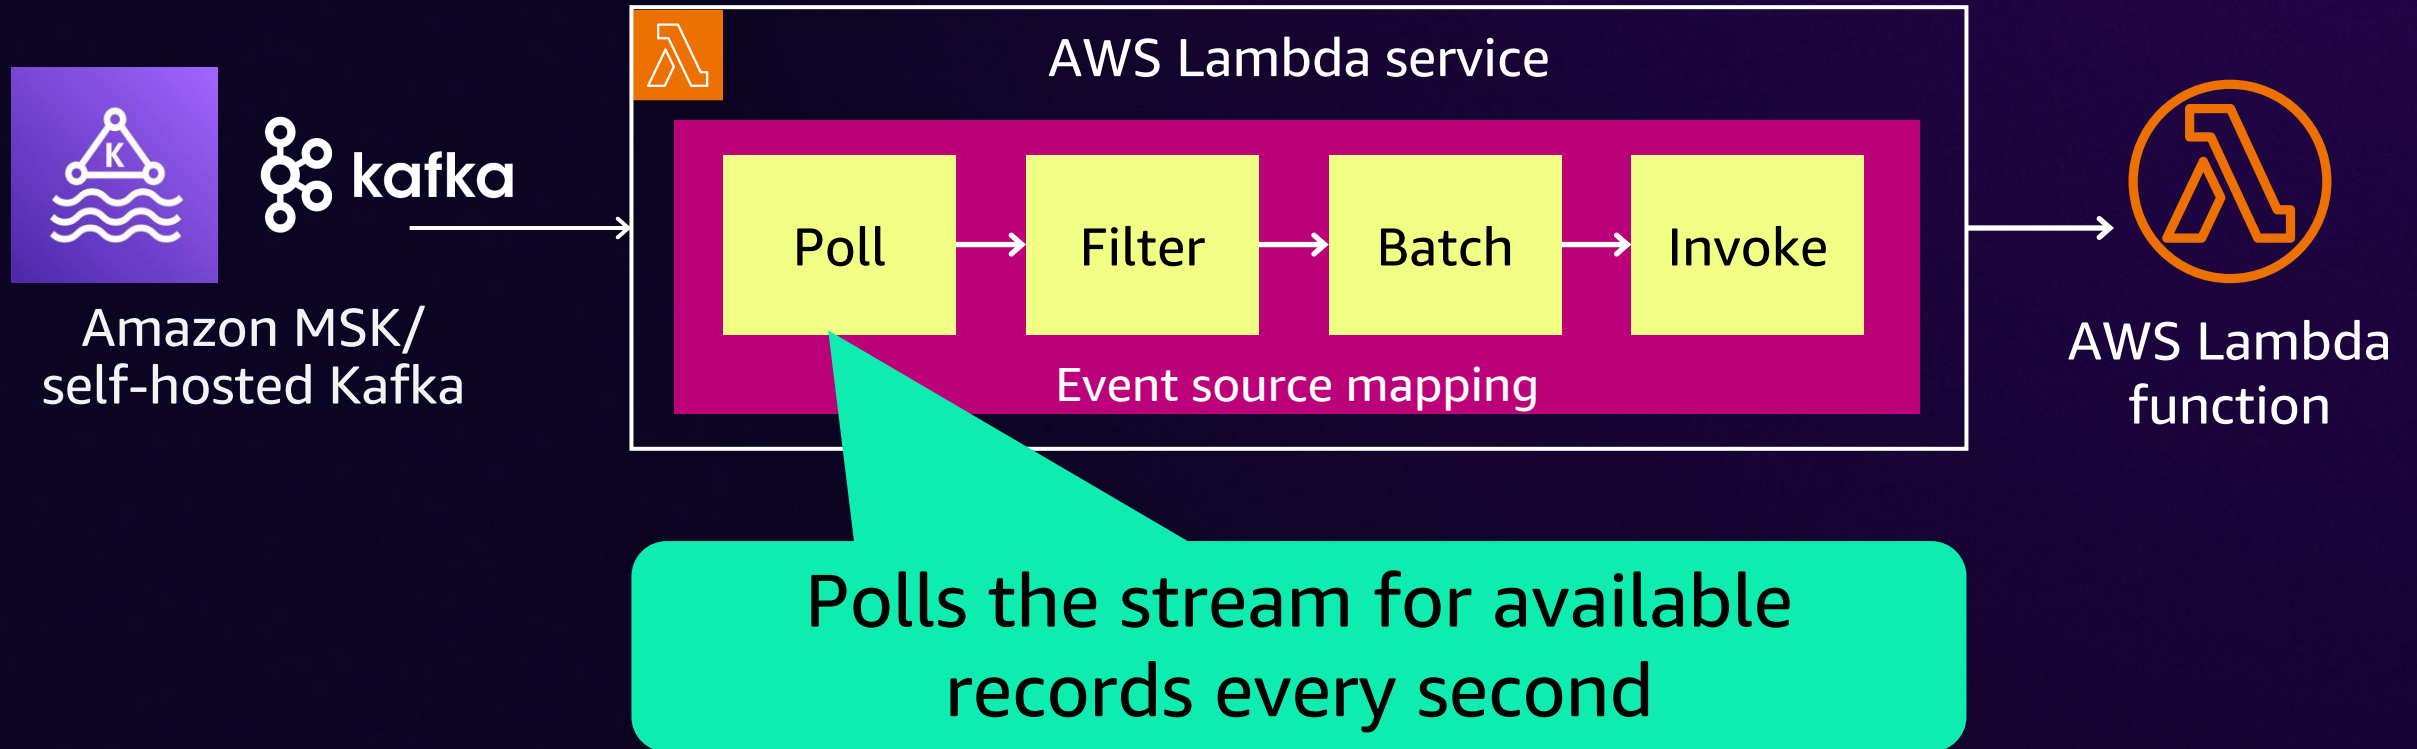 AWS Lambda service
K
kafka
Poll
Filter
Batch
Invoke
Event source mapping
Amazon MSK/
self-hosted Kafka
AWS Lambda
function
Polls the stream for available
records every second